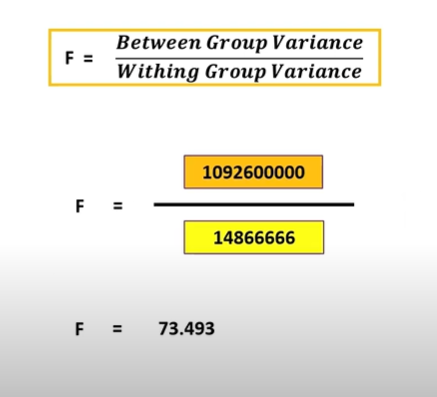 F = Between Group Variance
Withing Group Variance
1092600000
F =
14866666
F = 73.493